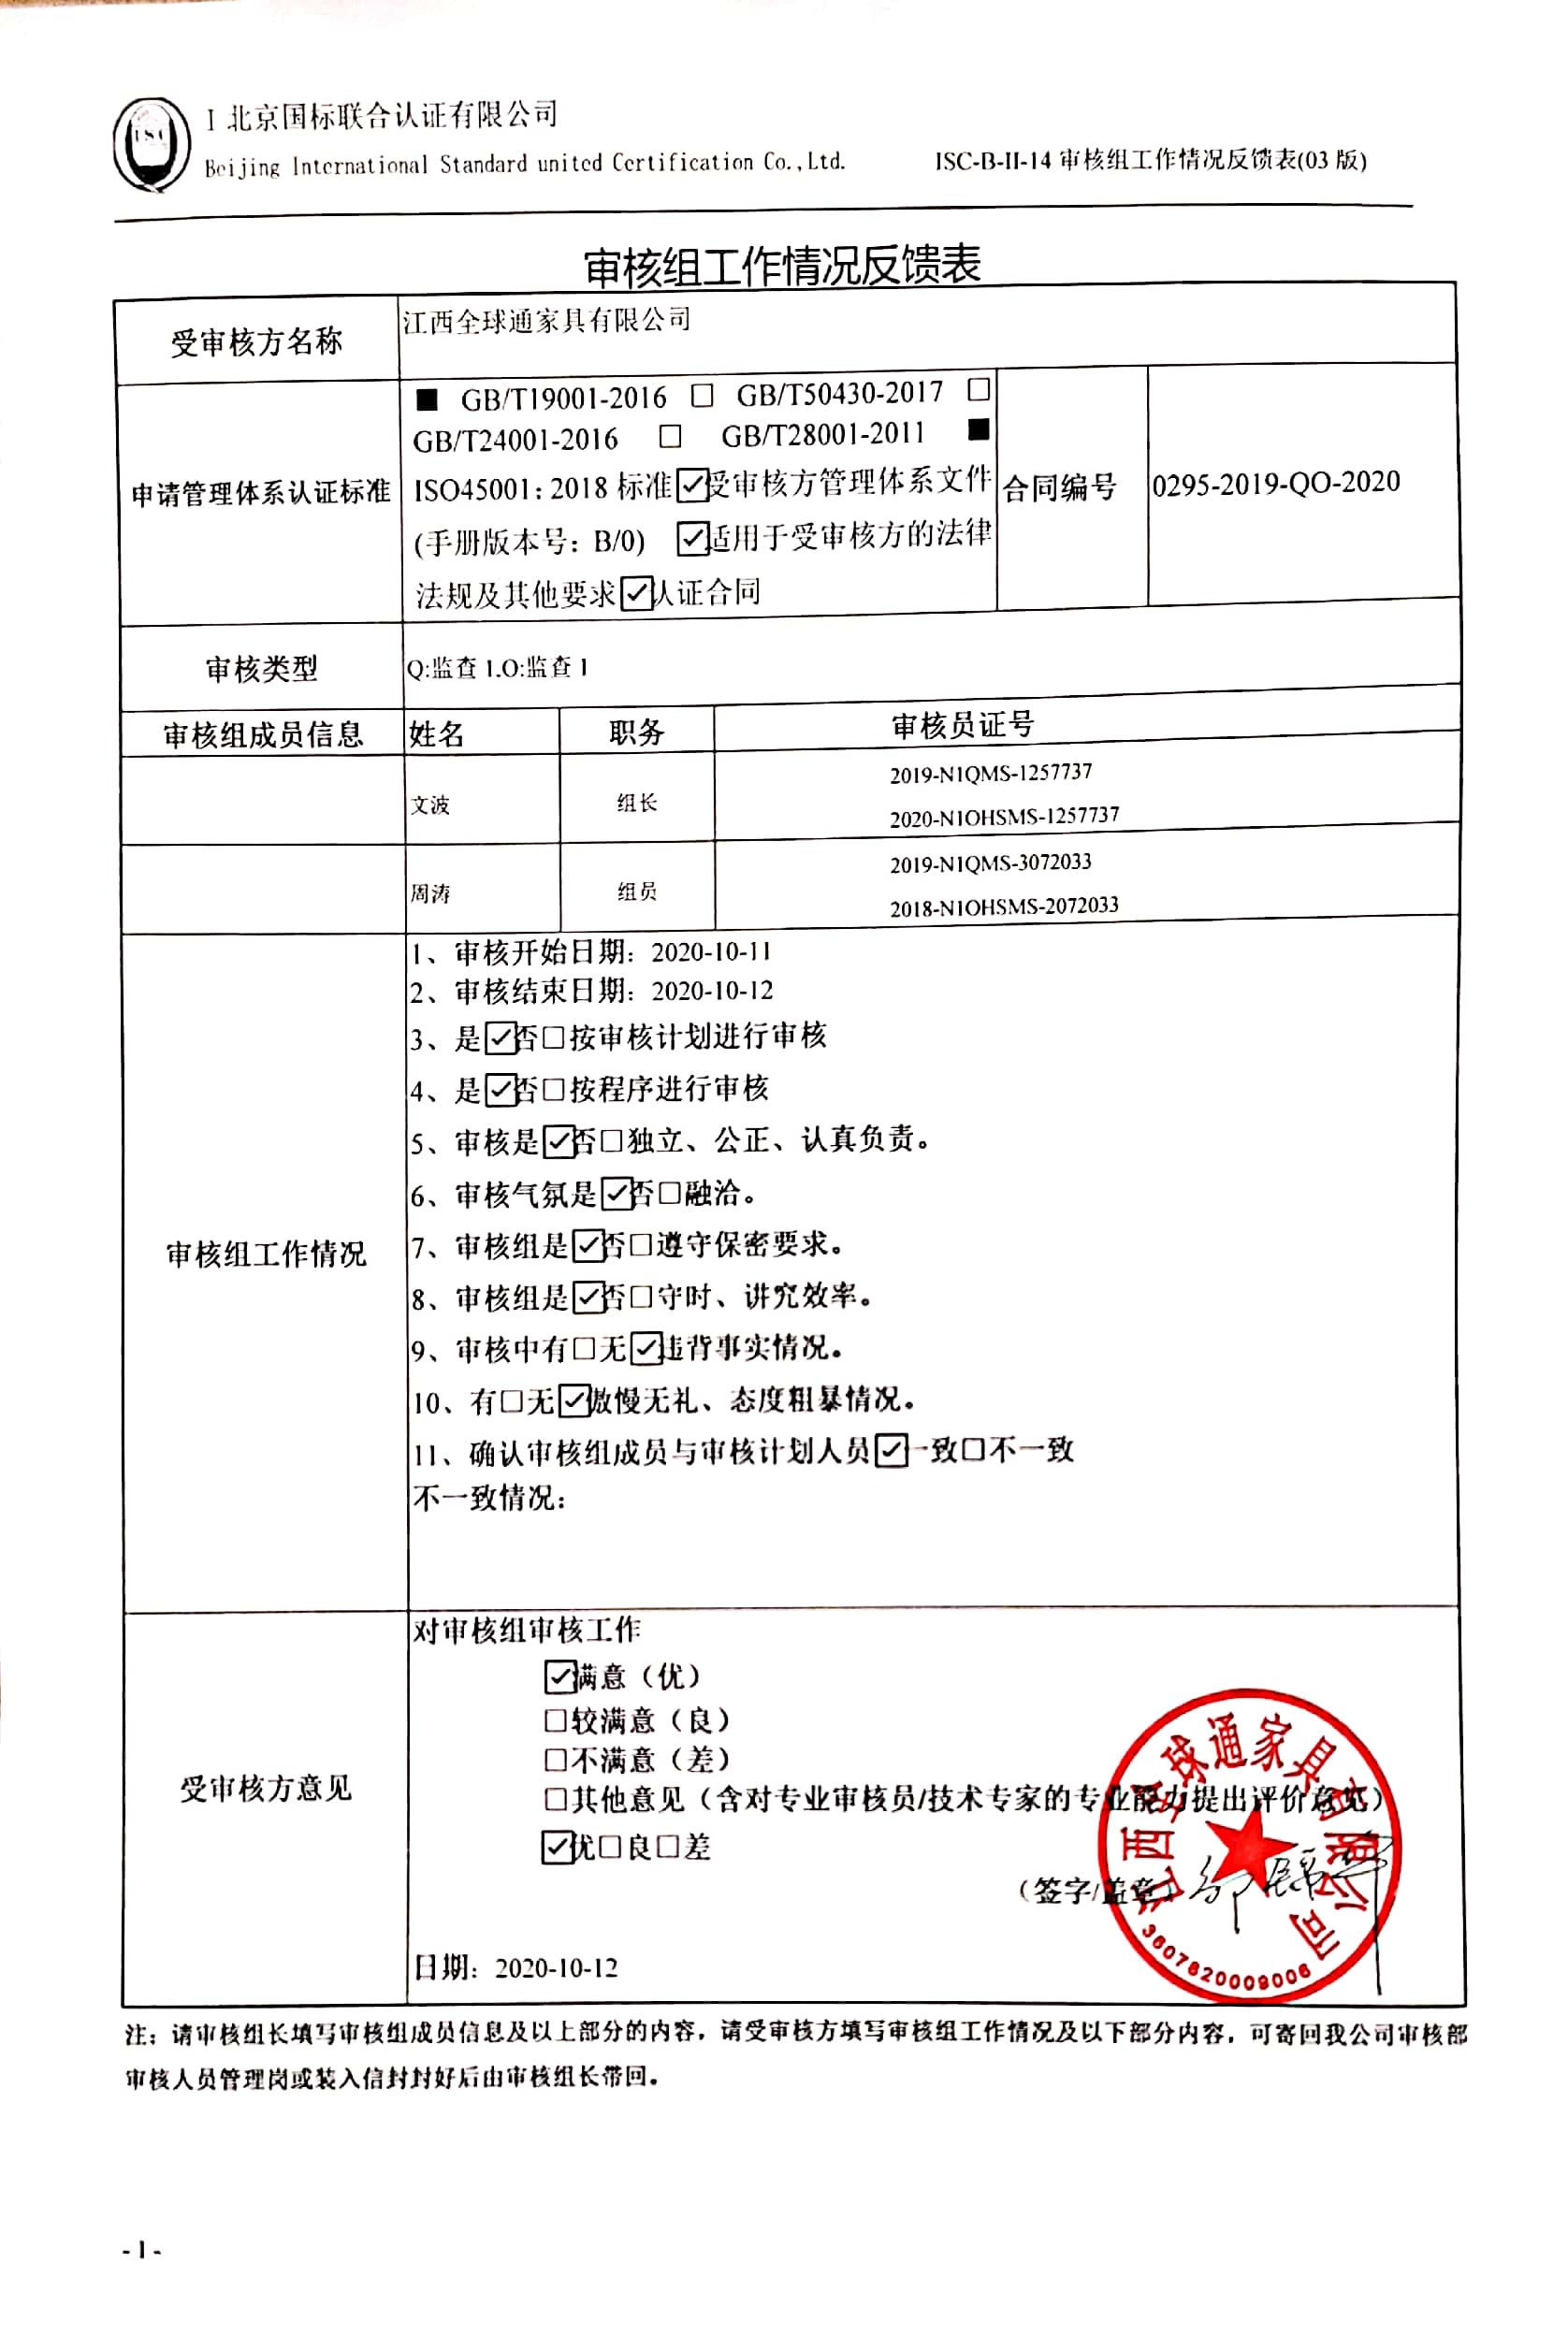 ISC
I 北京国标联合认证有限公司
Beijing International Standard united Certification Co.,Ltd.
ISC-B-II-14 审核组工作情况反馈表(03 版)
审核组工作情况反馈表
受审核方名称
江西全球通家具有限公司
申请管理体系认证标准
■ GB/T19001-2016 □ GB/T50430-2017 □
GB/T24001-2016 □ GB/T28001-2011 ■
ISO45001: 2018 标准☑受审核方管理体系文件
(手册版本号: B/0) ☑适用于受审核方的法律
法规及其他要求☑认证合同
合同编号
0295-2019-QO-2020
审核类型
Q:监查 1.O:监查 1
审核组成员信息 姓名 职务 审核员证号
文波 组长
2019-N1QMS-1257737
2020-N1OHSMS-1257737
周涛 组员
2019-N1QMS-3072033
2018-N1OHSMS-2072033
审核组工作情况
1、审核开始日期: 2020-10-11
2、审核结束日期: 2020-10-12
3、是☑否□按审核计划进行审核
4、是☑否□按程序进行审核
5、审核是☑否□独立、公正、认真负责。
6、审核气氛是☑否□融洽。
7、审核组是☑否□遵守保密要求。
8、审核组是☑否□守时、讲究效率。
9、审核中有□无☑违背事实情况。
10、有□无☑傲慢无礼、态度粗暴情况。
11、确认审核组成员与审核计划人员☑一致□不一致
不一致情况:
受审核方意见
对审核组审核工作
☑满意（优）
□较满意（良）
□不满意（差）
□其他意见（含对专业审核员/技术专家的专业能力提出评价意见）
☑优□良□差
（签字/盖章）
江西全球通家具有限公司
3607820009006
日期: 2020-10-12
注: 请审核组长填写审核组成员信息及以上部分的内容, 请受审核方填写审核组工作情况及以下部分内容, 可寄回我公司审核部
审核人员管理岗或装入信封封好后由审核组长带回。
- 1 -